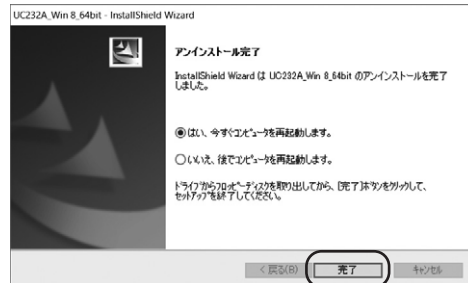 UC232A_Win 8_64bit - InstallShield Wizard
アンインストール完了
InstallShield Wizard は UC232A_Win 8_64bit のアンインストールを完了
しました。
はい、今すぐコンピュータを再起動します。
いいえ、後でコンピュータを再起動します。
ドライブからフロッピーディスクを取り出してから、[完了]ボタンをクリックして、
セットアップを終了してください。
< 戻る(B)
完了
キャンセル